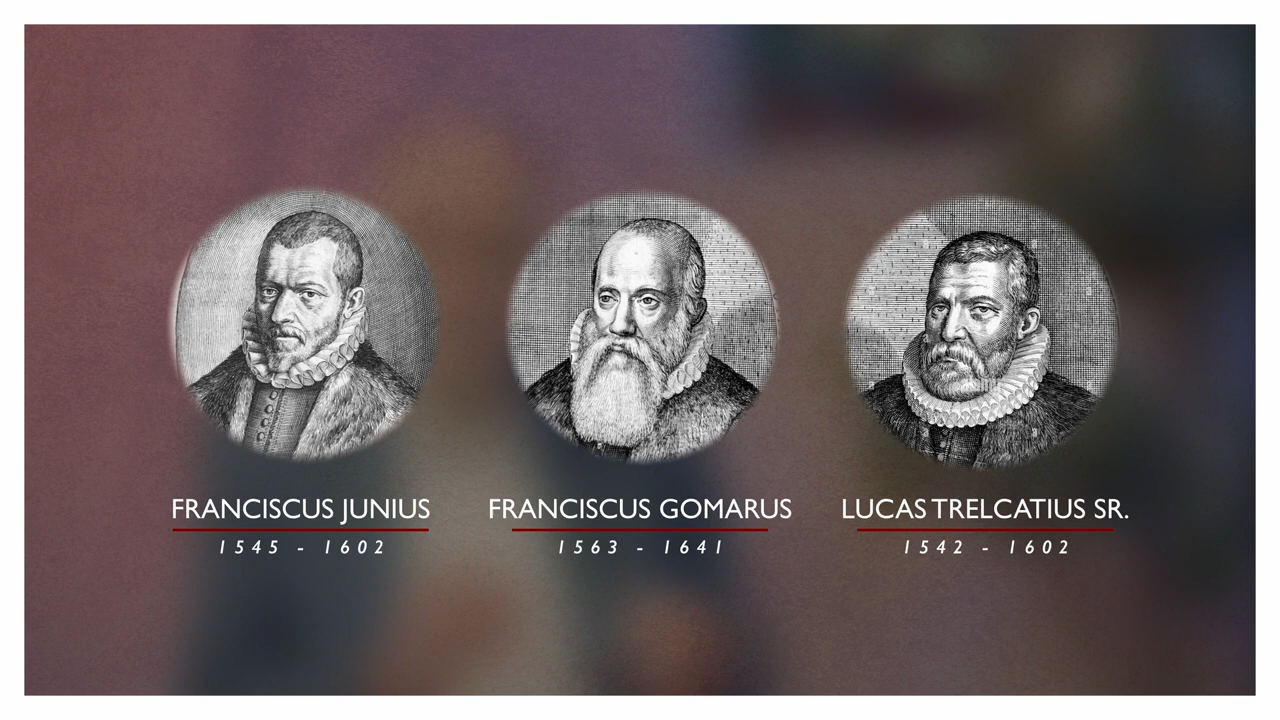 FRANCISCUS JUNIUS
1545 - 1602
FRANCISCUS GOMARUS
1563 - 1641
LUCAS TRELCATIUS SR.
1542 - 1602